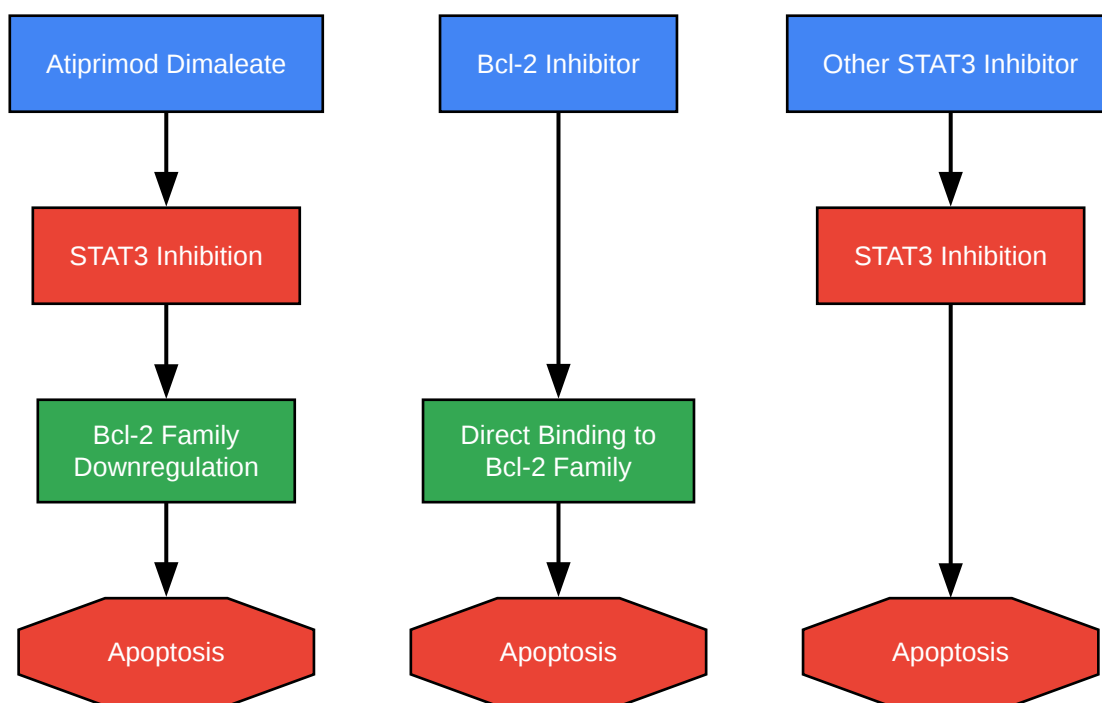 Atiprimod Dimaleate
Bcl-2 Inhibitor
Other STAT3 Inhibitor
STAT3 Inhibition
STAT3 Inhibition
Bcl-2 Family
Downregulation
Direct Binding to
Bcl-2 Family
Apoptosis
Apoptosis
Apoptosis